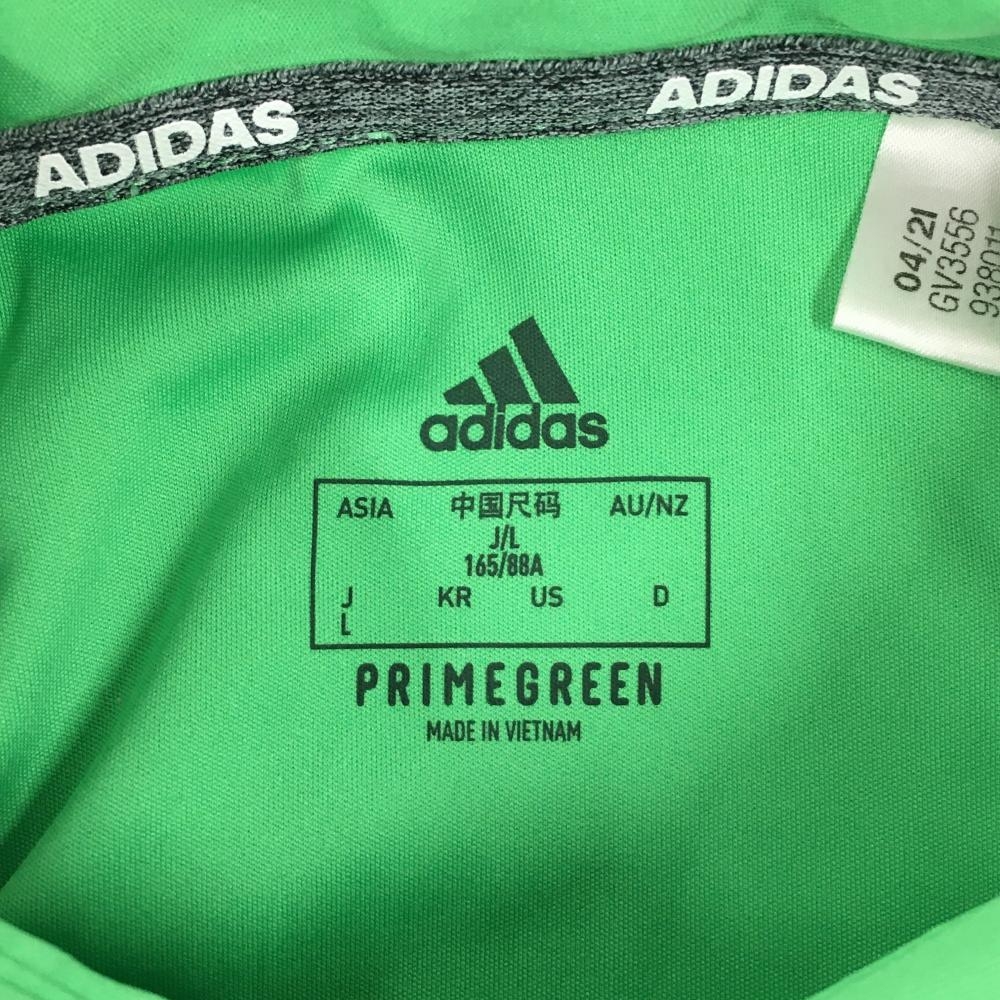 ADIDAS
ADIDAS
04/21
GV3556
938011
adidas
ASIA 中国尺码 AU/NZ
J/L
165/88A
J KR US D
L
PRIMEGREEN
MADE IN VIETNAM